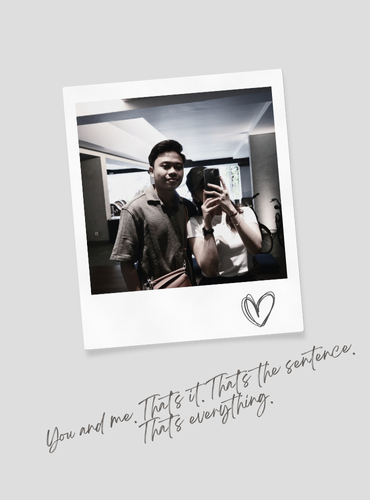 You and me. That's it. That's the sentence.
That's everything.